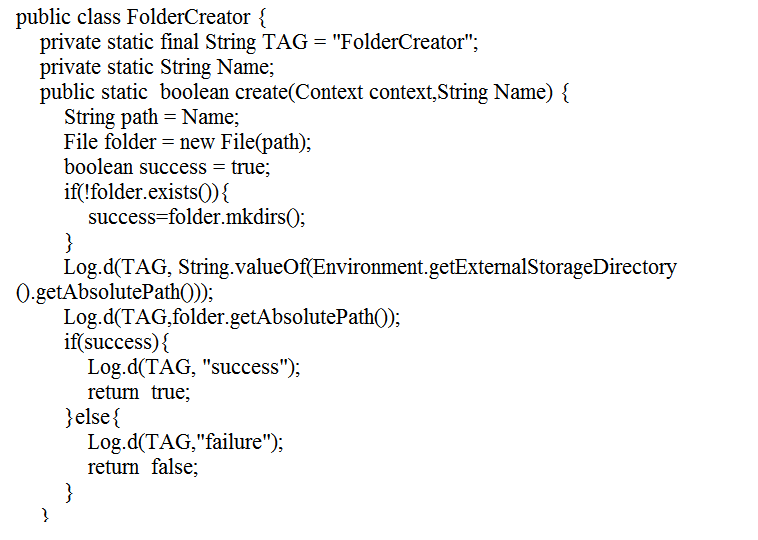 public class FolderCreator {
private static final String TAG = "FolderCreator";
private static String Name;
public static  boolean create(Context context,String Name) {
String path = Name;
File folder = new File(path);
boolean success = true;
if(!folder.exists()){
success=folder.mkdirs();
}
Log.d(TAG, String.valueOf(Environment.getExternalStorageDirectory
().getAbsolutePath()));
Log.d(TAG,folder.getAbsolutePath());
if(success){
Log.d(TAG, "success");
return  true;
}else{
Log.d(TAG,"failure");
return  false;
}
}